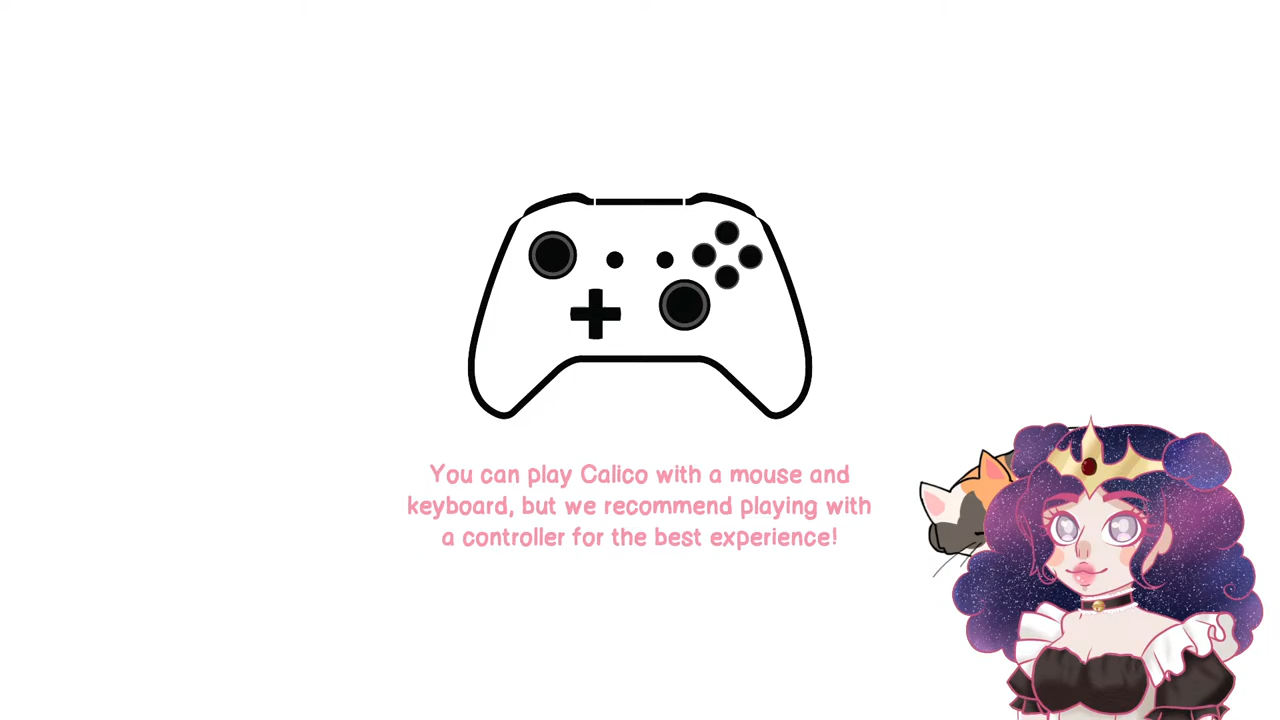 You can play Calico with a mouse and
keyboard, but we recommend playing with
a controller for the best experience!